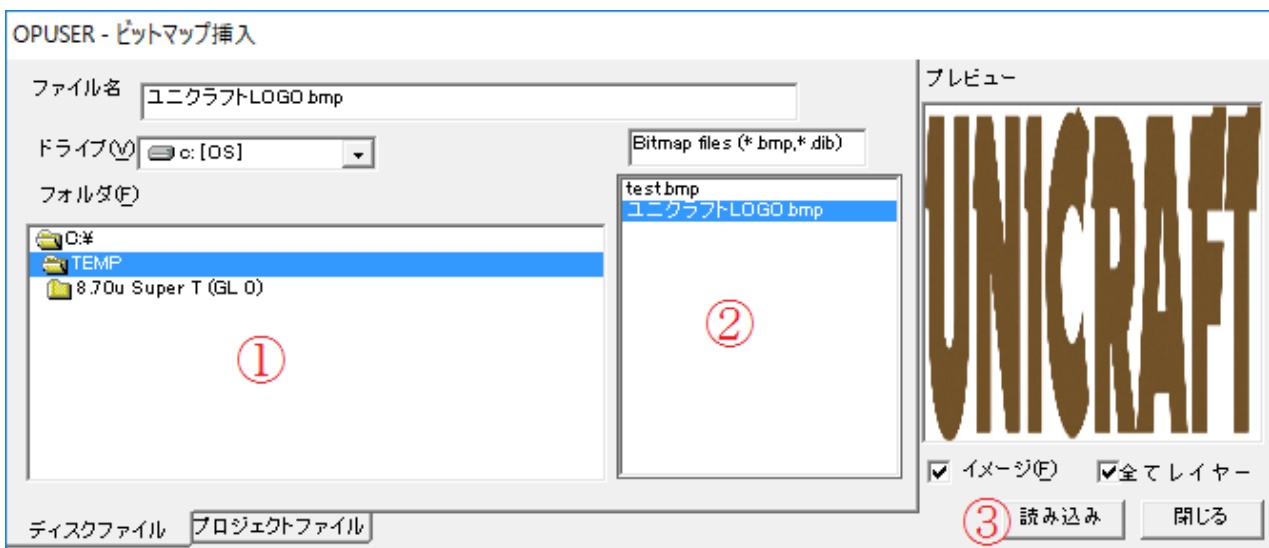 OPUSER - ビットマップ挿入
ファイル名
ユニクラフトLOGO.bmp
ドライブ(V)
c: [OS]
Bitmap files (*.bmp,*.dib)
フォルダ(F)
C:¥
TEMP
8.70u Super T (GL 0)
①
test.bmp
ユニクラフトLOGO.bmp
②
プレビュー
UNICRAFT
イメージ(F)
全てレイヤー
③
読み込み
閉じる
ディスクファイル
プロジェクトファイル